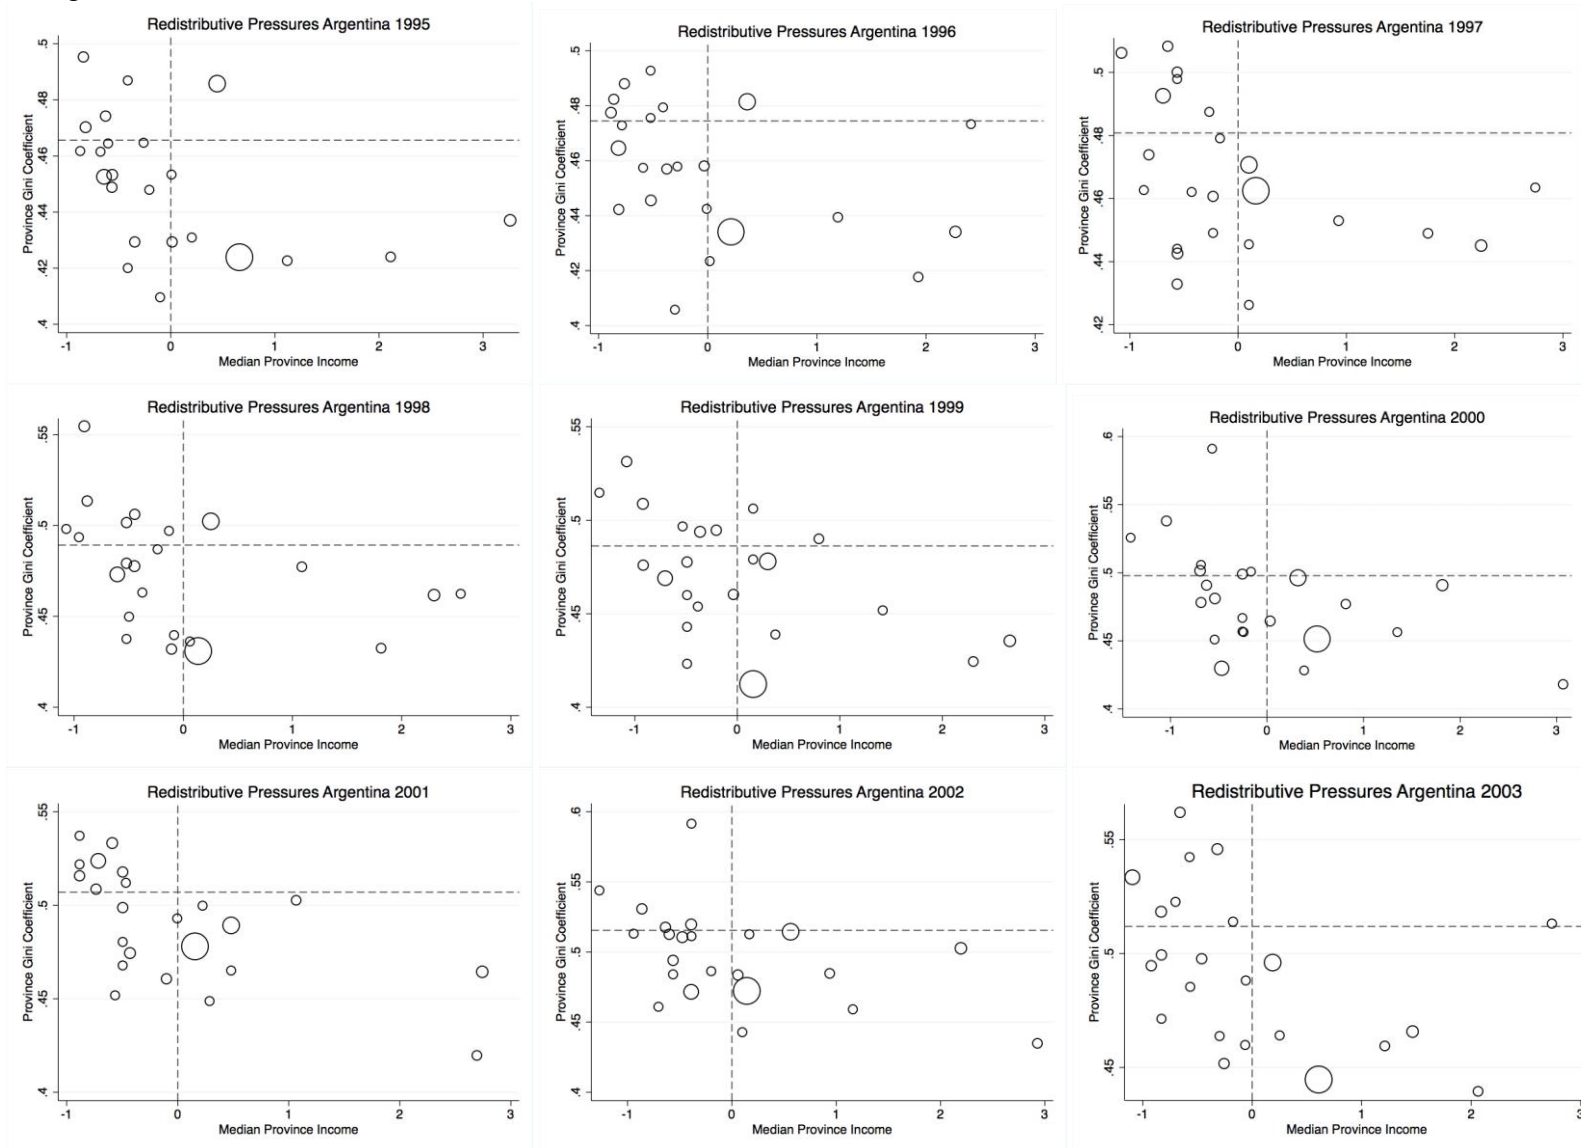 Redistributive Pressures Argentina 1995
Province Gini Coefficient
.5
.48
.46
.44
.42
.4
-1 0 1 2 3
Median Province Income
Redistributive Pressures Argentina 1996
Province Gini Coefficient
.5
.48
.46
.44
.42
.4
-1 0 1 2 3
Median Province Income
Redistributive Pressures Argentina 1997
Province Gini Coefficient
.5
.48
.46
.44
.42
-1 0 1 2 3
Median Province Income
Redistributive Pressures Argentina 1998
Province Gini Coefficient
.55
.5
.45
.4
-1 0 1 2 3
Median Province Income
Redistributive Pressures Argentina 1999
Province Gini Coefficient
.55
.5
.45
.4
-1 0 1 2 3
Median Province Income
Redistributive Pressures Argentina 2000
Province Gini Coefficient
.6
.55
.5
.45
.4
-1 0 1 2 3
Median Province Income
Redistributive Pressures Argentina 2001
Province Gini Coefficient
.55
.5
.45
.4
-1 0 1 2 3
Median Province Income
Redistributive Pressures Argentina 2002
Province Gini Coefficient
.6
.55
.5
.45
.4
-1 0 1 2 3
Median Province Income
Redistributive Pressures Argentina 2003
Province Gini Coefficient
.55
.5
.45
-1 0 1 2 3
Median Province Income